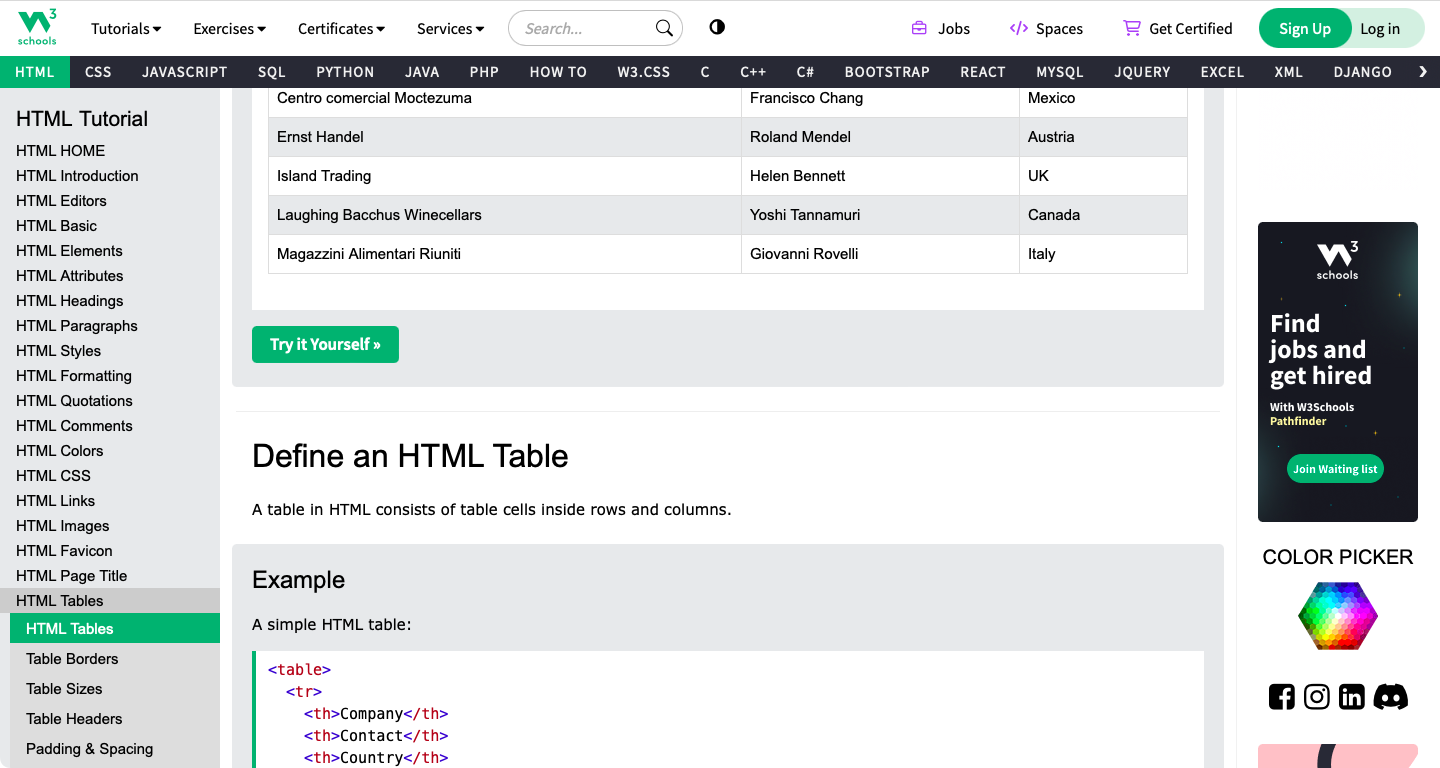 W3 schools
Tutorials Exercises Certificates Services Search... Jobs Spaces Get Certified Sign Up Log in
HTML CSS JAVASCRIPT SQL PYTHON JAVA PHP HOW TO W3.CSS C C++ C# BOOTSTRAP REACT MYSQL JQUERY EXCEL XML DJANGO ❯
HTML Tutorial
HTML HOME
HTML Introduction
HTML Editors
HTML Basic
HTML Elements
HTML Attributes
HTML Headings
HTML Paragraphs
HTML Styles
HTML Formatting
HTML Quotations
HTML Comments
HTML Colors
HTML CSS
HTML Links
HTML Images
HTML Favicon
HTML Page Title
HTML Tables
HTML Tables
Table Borders
Table Sizes
Table Headers
Padding & Spacing
Centro comercial Moctezuma Francisco Chang Mexico
Ernst Handel Roland Mendel Austria
Island Trading Helen Bennett UK
Laughing Bacchus Winecellars Yoshi Tannamuri Canada
Magazzini Alimentari Riuniti Giovanni Rovelli Italy
Try it Yourself »
Define an HTML Table
A table in HTML consists of table cells inside rows and columns.
Example
A simple HTML table:
<table>
<tr>
<th>Company</th>
<th>Contact</th>
<th>Country</th>
W3 schools
Find
jobs and
get hired
With W3Schools
Pathfinder
Join Waiting list
COLOR PICKER